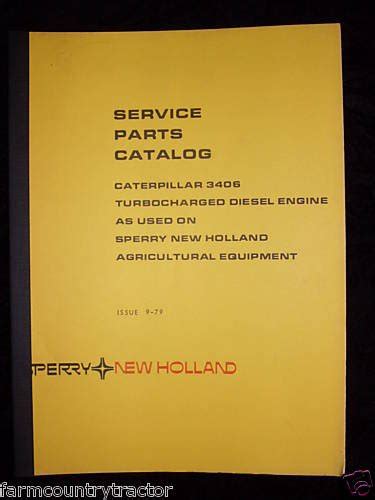 SERVICE
PARTS
CATALOG
CATERPILLAR 3406
TURBOCHARGED DIESEL ENGINE
AS USED ON
SPERRY NEW HOLLAND
AGRICULTURAL EQUIPMENT
ISSUE 9-79
SPERRY NEW HOLLAND
farmcountrytractor
farmcountrytractor